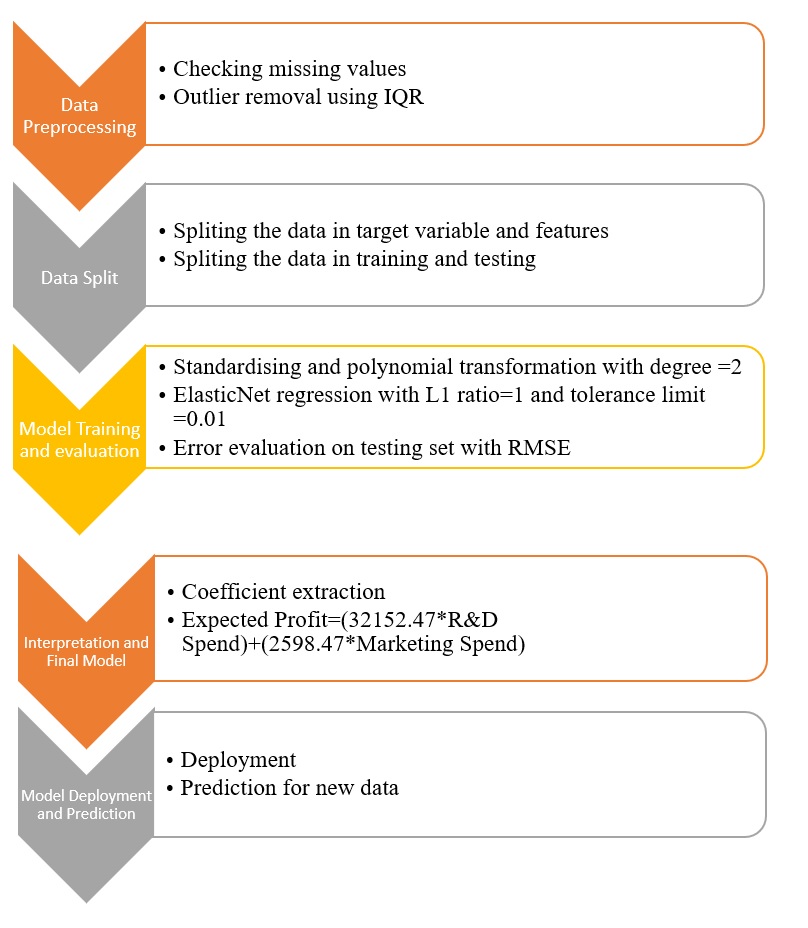 Data
Preprocessing
• Checking missing values
• Outlier removal using IQR
Data Split
• Spliting the data in target variable and features
• Spliting the data in training and testing
Model Training
and evaluation
• Standardising and polynomial transformation with degree =2
• ElasticNet regression with L1 ratio=1 and tolerance limit
=0.01
• Error evaluation on testing set with RMSE
Interpretation and
Final Model
• Coefficient extraction
• Expected Profit=(32152.47*R&D
Spend)+(2598.47*Marketing Spend)
Model Deployment
and Prediction
• Deployment
• Prediction for new data